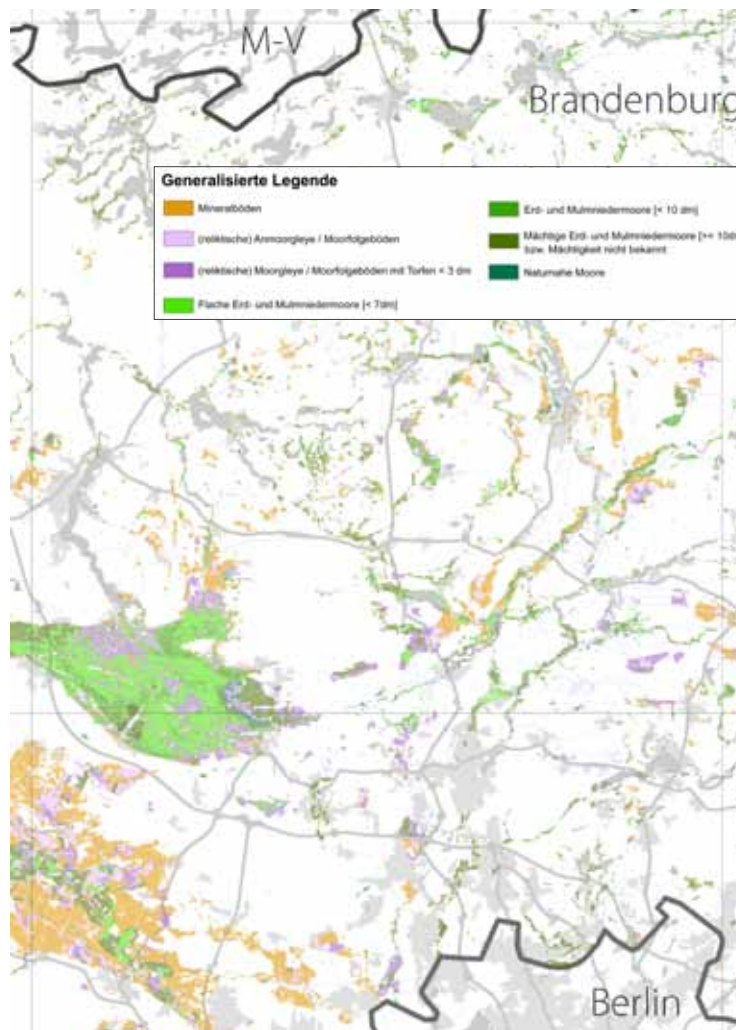 M-V
Brandenburg
Generalisierte Legende
Mineralböden
(reliktische) Anmoorgleye / Moorfolgeböden
(reliktische) Moorgleye / Moorfolgeböden mit Torfen < 3 dm
Flache Erd- und Mulmniedermoore [< 7dm]
Erd- und Mulmniedermoore [< 10 dm]
Mächtige Erd- und Mulmniedermoore [>= 10d
bzw. Mächtigkeit nicht bekannt
Naturnahe Moore
Berlin